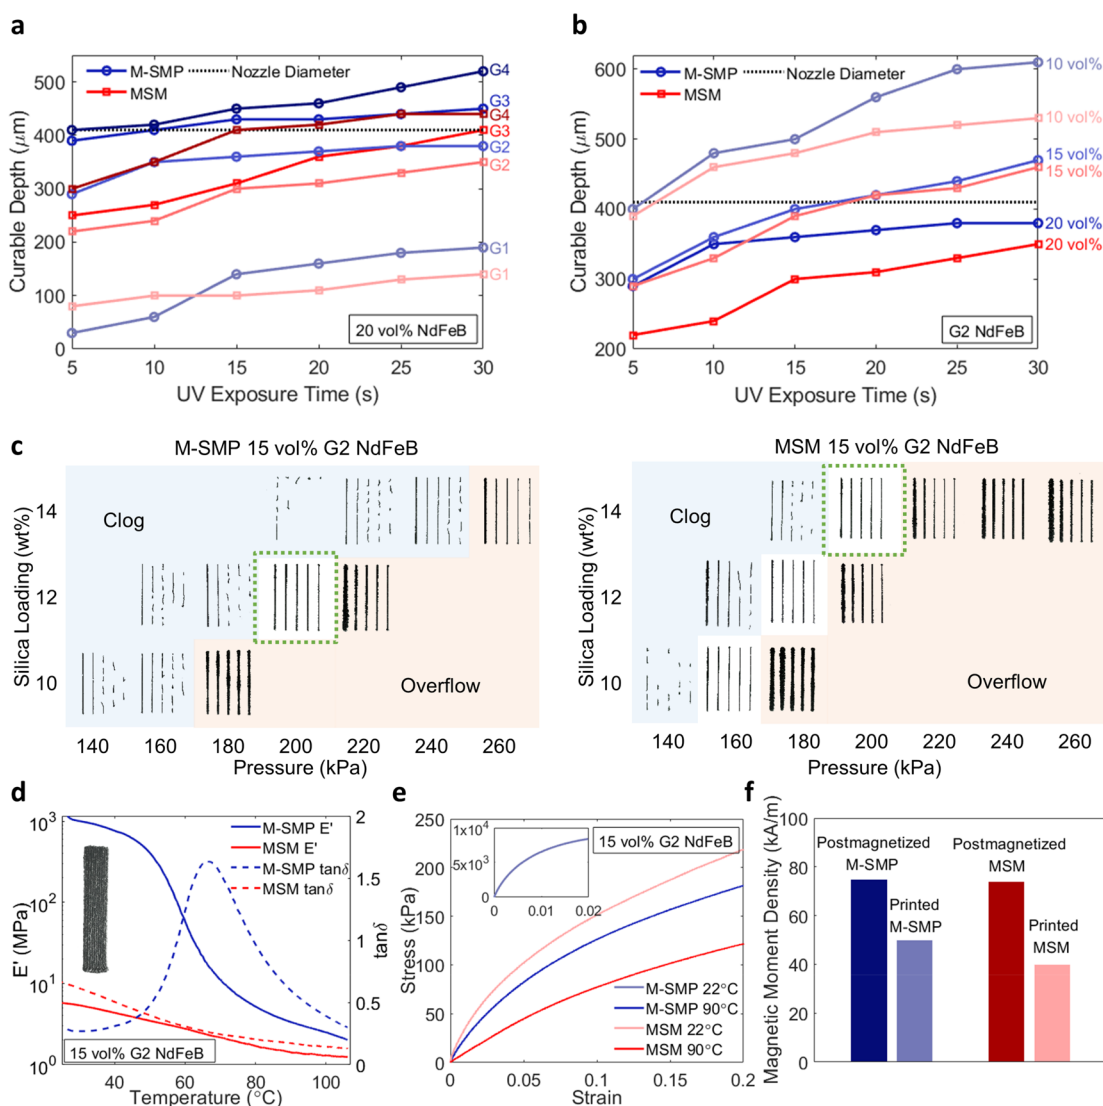 a
M-SMP
MSM
Nozzle Diameter
G4
G3
G4
G3
G2
G2
G1
G1
500
400
300
200
100
0
Curable Depth (μm)
20 vol% NdFeB
5 10 15 20 25 30
UV Exposure Time (s)
b
M-SMP
MSM
Nozzle Diameter
10 vol%
10 vol%
15 vol%
15 vol%
20 vol%
20 vol%
600
500
400
300
200
Curable Depth (μm)
G2 NdFeB
5 10 15 20 25 30
UV Exposure Time (s)
c
M-SMP 15 vol% G2 NdFeB
Silica Loading (wt%)
14
12
10
Clog
Overflow
140 160 180 200 220 240 260
Pressure (kPa)
MSM 15 vol% G2 NdFeB
Silica Loading (wt%)
14
12
10
Clog
Overflow
140 160 180 200 220 240 260
Pressure (kPa)
d
M-SMP E'
MSM E'
M-SMP tanδ
MSM tanδ
10³
10²
10¹
10⁰
E' (MPa)
2
1.5
1
0.5
0
tanδ
15 vol% G2 NdFeB
40 60 80 100
Temperature (°C)
e
250
200
150
100
50
0
Stress (kPa)
1x10⁴
5x10³
0
0 0.01 0.02
15 vol% G2 NdFeB
M-SMP 22°C
M-SMP 90°C
MSM 22°C
MSM 90°C
0 0.05 0.1 0.15 0.2
Strain
f
100
80
60
40
20
0
Magnetic Moment Density (kA/m)
Postmagnetized
M-SMP
Printed
M-SMP
Postmagnetized
MSM
Printed
MSM